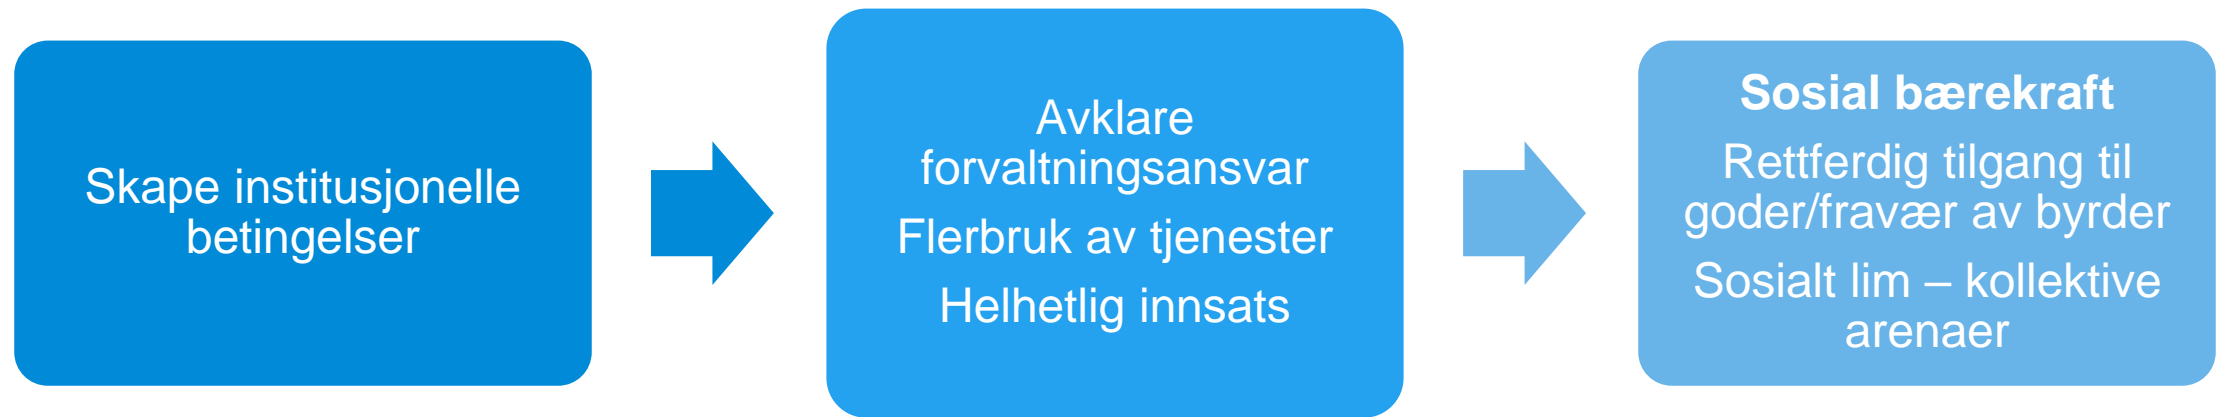 Skape institusjonelle
betingelser
Avklare
forvaltningsansvar
Flerbruk av tjenester
Helhetlig innsats
Sosial bærekraft
Rettferdig tilgang til
goder/fravær av byrder
Sosialt lim – kollektive
arenaer